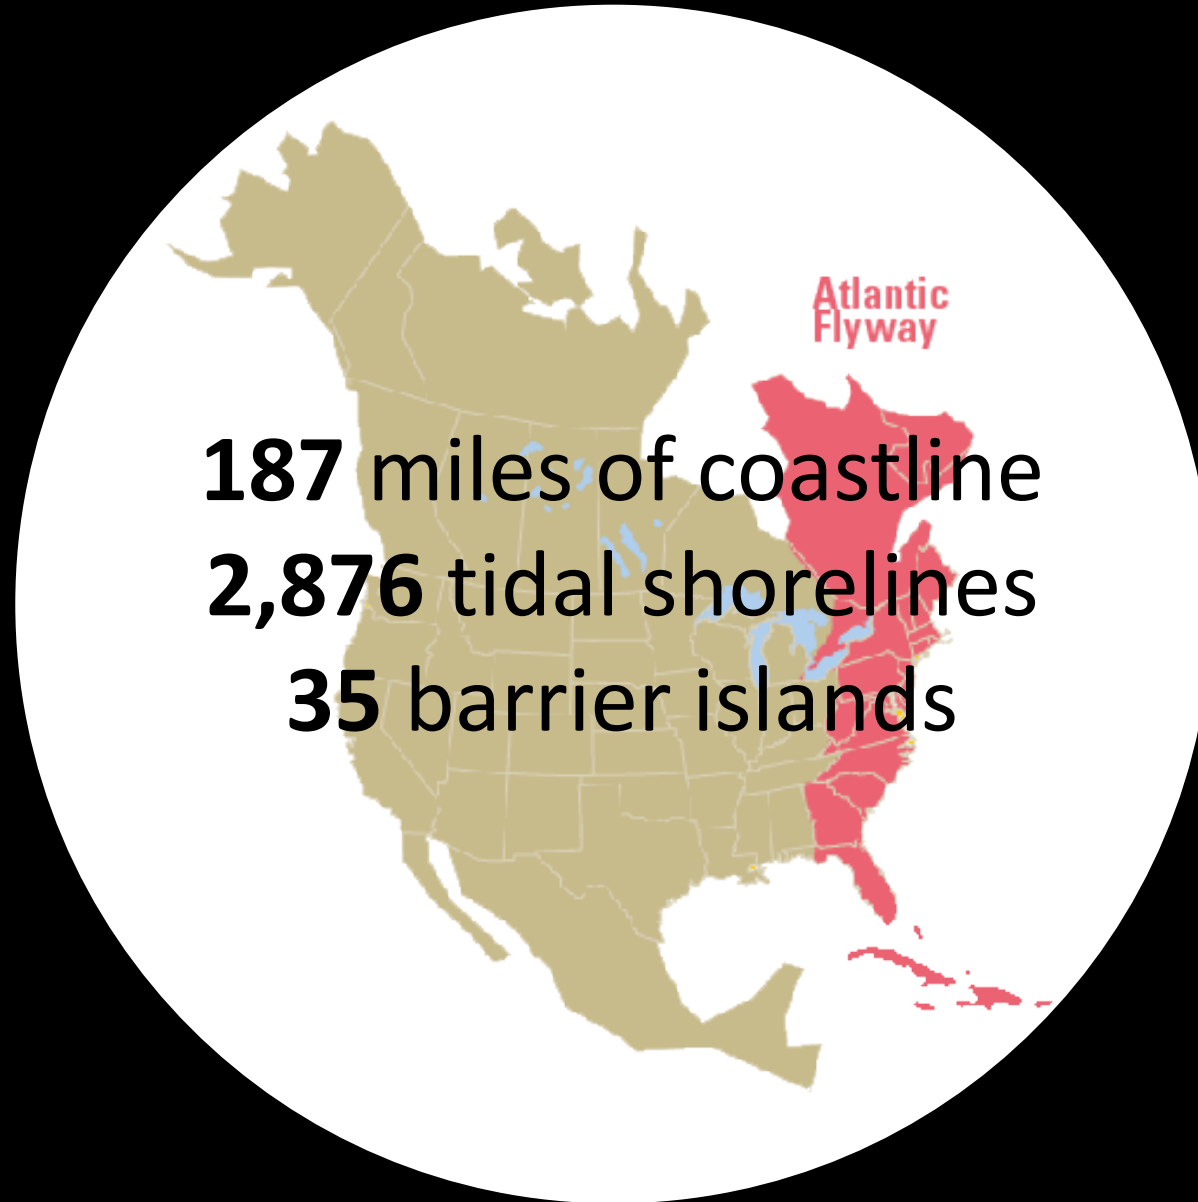 Atlantic
Flyway
187 miles of coastline
2,876 tidal shorelines
35 barrier islands